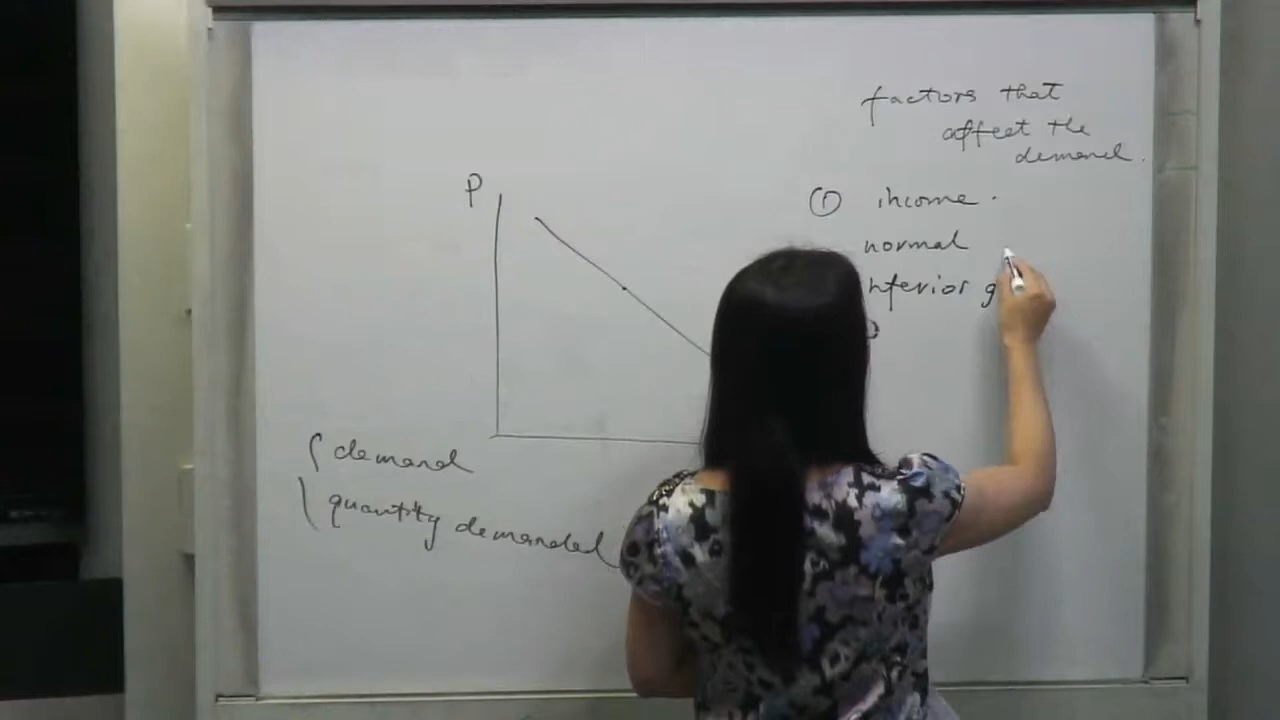 factors that
affect the
demand.
P
① income.
normal
nferior g
demand
quantity demanded